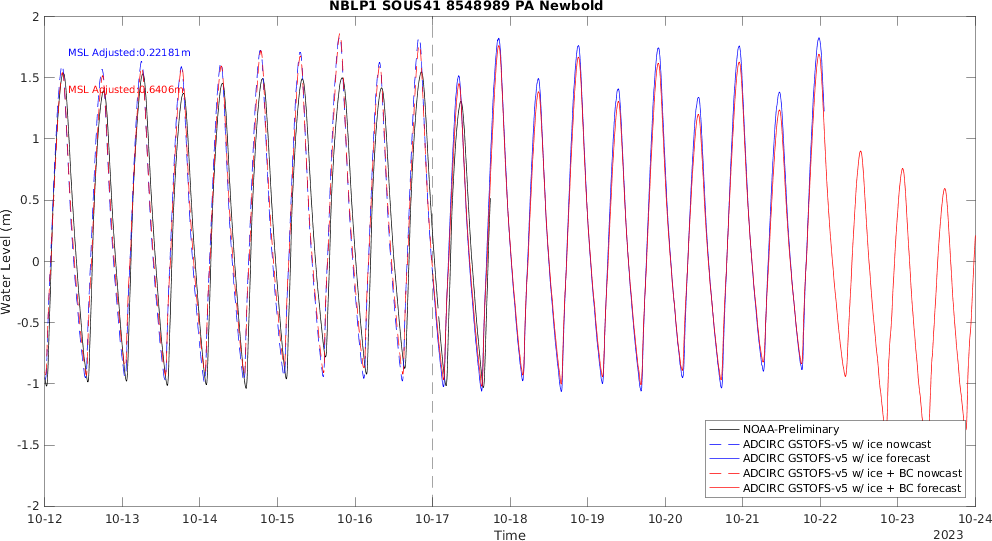 NBLP1 SOUS41 8548989 PA Newbold
MSL Adjusted:0.22181m
MSL Adjusted:0.6406m
Water Level (m)
2
1.5
1
0.5
0
-0.5
-1
-1.5
-2
NOAA-Preliminary
ADCIRC GSTOFS-v5 w/ ice nowcast
ADCIRC GSTOFS-v5 w/ ice forecast
ADCIRC GSTOFS-v5 w/ ice + BC nowcast
ADCIRC GSTOFS-v5 w/ ice + BC forecast
10-12 10-13 10-14 10-15 10-16 10-17 10-18 10-19 10-20 10-21 10-22 10-23 10-24
Time
2023